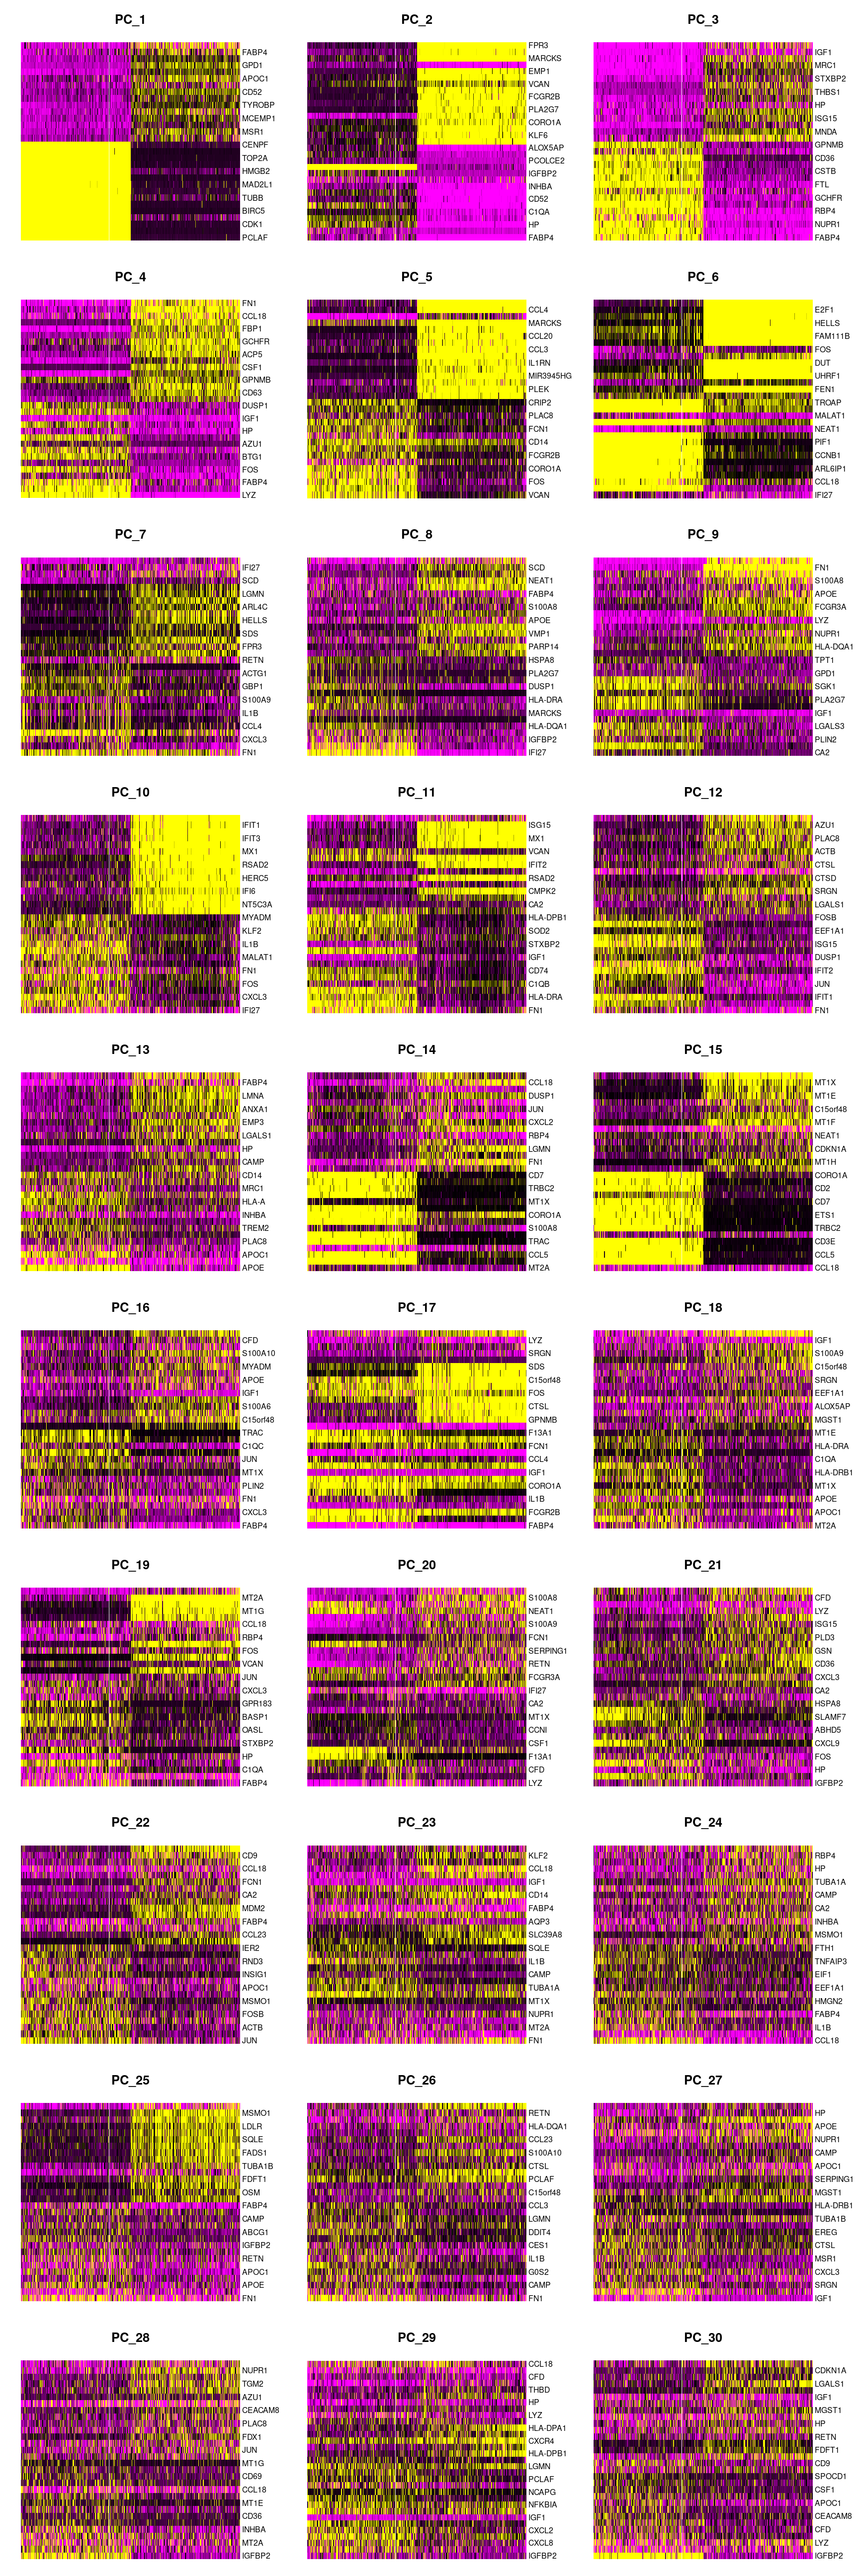 PC_1
FABP4
GPD1
APOC1
CD52
TYROBP
MCEMP1
MSR1
CENPF
TOP2A
HMGB2
MAD2L1
TUBB
BIRC5
CDK1
PCLAF
PC_2
FPR3
MARCKS
EMP1
VCAN
FCGR2B
PLA2G7
CORO1A
KLF6
ALOX5AP
PCOLCE2
IGFBP2
INHBA
CD52
C1QA
HP
FABP4
PC_3
IGF1
MRC1
STXBP2
THBS1
HP
ISG15
MNDA
GPNMB
CD36
CSTB
FTL
GCHFR
RBP4
NUPR1
FABP4
PC_4
FN1
CCL18
FBP1
GCHFR
ACP5
CSF1
GPNMB
CD63
DUSP1
IGF1
HP
AZU1
BTG1
FOS
FABP4
LYZ
PC_5
CCL4
MARCKS
CCL20
CCL3
IL1RN
MIR3945HG
PLEK
CRIP2
PLAC8
FCN1
CD14
FCGR2B
CORO1A
FOS
VCAN
PC_6
E2F1
HELLS
FAM111B
FOS
DUT
UHRF1
FEN1
TROAP
MALAT1
NEAT1
PIF1
CCNB1
ARL6IP1
CCL18
IFI27
PC_7
IFI27
SCD
LGMN
ARL4C
HELLS
SDS
FPR3
RETN
ACTG1
GBP1
S100A9
IL1B
CCL4
CXCL3
FN1
PC_8
SCD
NEAT1
FABP4
S100A8
APOE
VMP1
PARP14
HSPA8
PLA2G7
DUSP1
HLA-DRA
MARCKS
HLA-DQA1
IGFBP2
IFI27
PC_9
FN1
S100A8
APOE
FCGR3A
LYZ
NUPR1
HLA-DQA1
TPT1
GPD1
SGK1
PLA2G7
IGF1
LGALS3
PLIN2
CA2
PC_10
IFIT1
IFIT3
MX1
RSAD2
HERC5
IFI6
NT5C3A
MYADM
KLF2
IL1B
MALAT1
FN1
FOS
CXCL3
IFI27
PC_11
ISG15
MX1
VCAN
IFIT2
RSAD2
CMPK2
CA2
HLA-DPB1
SOD2
STXBP2
IGF1
CD74
C1QB
HLA-DRA
FN1
PC_12
AZU1
PLAC8
ACTB
CTSL
CTSD
SRGN
LGALS1
FOSB
EEF1A1
ISG15
DUSP1
IFIT2
JUN
IFIT1
FN1
PC_13
FABP4
LMNA
ANXA1
EMP3
LGALS1
HP
CAMP
CD14
MRC1
HLA-A
INHBA
TREM2
PLAC8
APOC1
APOE
PC_14
CCL18
DUSP1
JUN
CXCL2
RBP4
LGMN
FN1
CD7
TRBC2
MT1X
CORO1A
S100A8
TRAC
CCL5
MT2A
PC_15
MT1X
MT1E
C15orf48
MT1F
NEAT1
CDKN1A
MT1H
CORO1A
CD2
CD7
ETS1
TRBC2
CD3E
CCL5
CCL18
PC_16
CFD
S100A10
MYADM
APOE
IGF1
S100A6
C15orf48
TRAC
C1QC
JUN
MT1X
PLIN2
FN1
CXCL3
FABP4
PC_17
LYZ
SRGN
SDS
C15orf48
FOS
CTSL
GPNMB
F13A1
FCN1
CCL4
IGF1
CORO1A
IL1B
FCGR2B
FABP4
PC_18
IGF1
S100A9
C15orf48
SRGN
EEF1A1
ALOX5AP
MGST1
MT1E
HLA-DRA
C1QA
HLA-DRB1
MT1X
APOE
APOC1
MT2A
PC_19
MT2A
MT1G
CCL18
RBP4
FOS
VCAN
JUN
CXCL3
GPR183
BASP1
OASL
STXBP2
HP
C1QA
FABP4
PC_20
S100A8
NEAT1
S100A9
FCN1
SERPING1
RETN
FCGR3A
IFI27
CA2
MT1X
CCNI
CSF1
F13A1
CFD
LYZ
PC_21
CFD
LYZ
ISG15
PLD3
GSN
CD36
CXCL3
CA2
HSPA8
SLAMF7
ABHD5
CXCL9
FOS
HP
IGFBP2
PC_22
CD9
CCL18
FCN1
CA2
MDM2
FABP4
CCL23
IER2
RND3
INSIG1
APOC1
MSMO1
FOSB
ACTB
JUN
PC_23
KLF2
CCL18
IGF1
CD14
FABP4
AQP3
SLC39A8
SQLE
IL1B
CAMP
TUBA1A
MT1X
NUPR1
MT2A
FN1
PC_24
RBP4
HP
TUBA1A
CAMP
CA2
INHBA
MSMO1
FTH1
TNFAIP3
EIF1
EEF1A1
HMGN2
FABP4
IL1B
CCL18
PC_25
MSMO1
LDLR
SQLE
FADS1
TUBA1B
FDFT1
OSM
FABP4
CAMP
ABCG1
IGFBP2
RETN
APOC1
APOE
FN1
PC_26
RETN
HLA-DQA1
CCL23
S100A10
CTSL
PCLAF
C15orf48
CCL3
LGMN
DDIT4
CES1
IL1B
G0S2
CAMP
FN1
PC_27
HP
APOE
NUPR1
CAMP
APOC1
SERPING1
MGST1
HLA-DRB1
TUBA1B
EREG
CTSL
MSR1
CXCL3
SRGN
IGF1
PC_28
NUPR1
TGM2
AZU1
CEACAM8
PLAC8
FDX1
JUN
MT1G
CD69
CCL18
MT1E
CD36
INHBA
MT2A
IGFBP2
PC_29
CCL18
CFD
THBD
HP
LYZ
HLA-DPA1
CXCR4
HLA-DPB1
LGMN
PCLAF
NCAPG
NFKBIA
IGF1
CXCL2
CXCL8
IGFBP2
PC_30
CDKN1A
LGALS1
IGF1
MGST1
HP
RETN
FDFT1
CD9
SPOCD1
CSF1
APOC1
CEACAM8
CFD
LYZ
IGFBP2